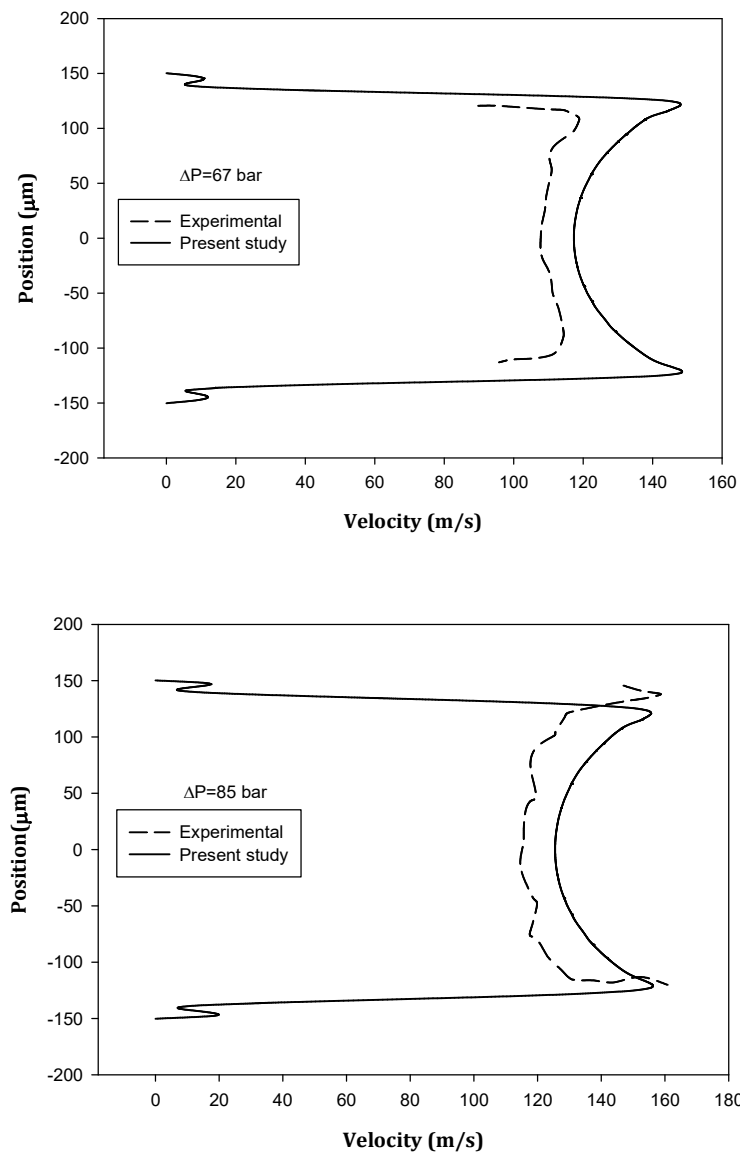 200
150
100
50
0
-50
-100
-150
-200
Position (μm)
ΔP=67 bar
Experimental
Present study
0 20 40 60 80 100 120 140 160
Velocity (m/s)
200
150
100
50
0
-50
-100
-150
-200
Position(μm)
ΔP=85 bar
Experimental
Present study
0 20 40 60 80 100 120 140 160 180
Velocity (m/s)